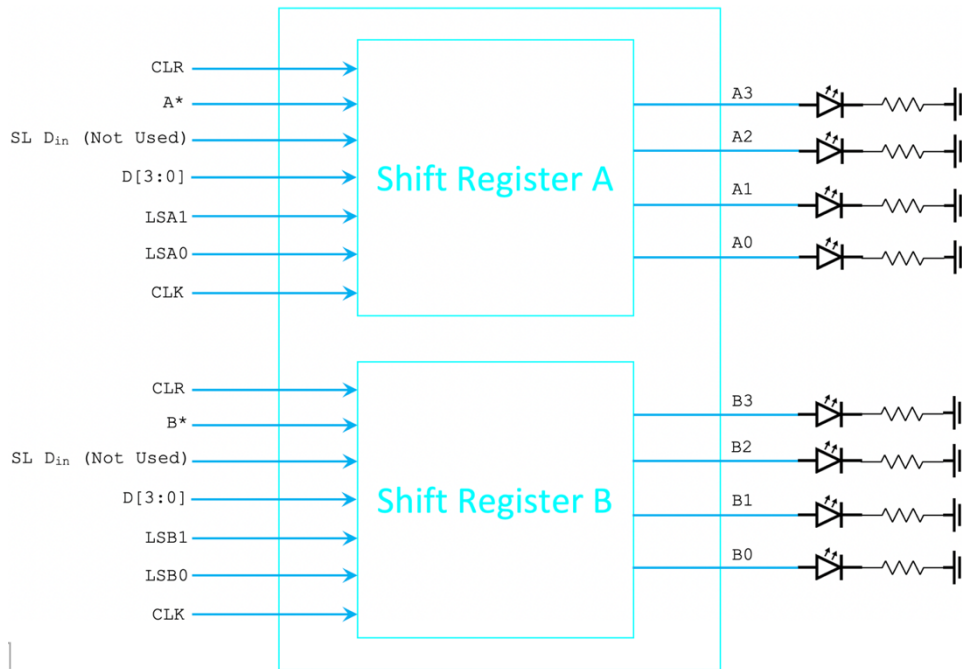 CLR
A*
SL Din (Not Used)
D[3:0]
LSA1
LSA0
CLK
Shift Register A
A3
A2
A1
A0
CLR
B*
SL Din (Not Used)
D[3:0]
LSB1
LSB0
CLK
Shift Register B
B3
B2
B1
B0